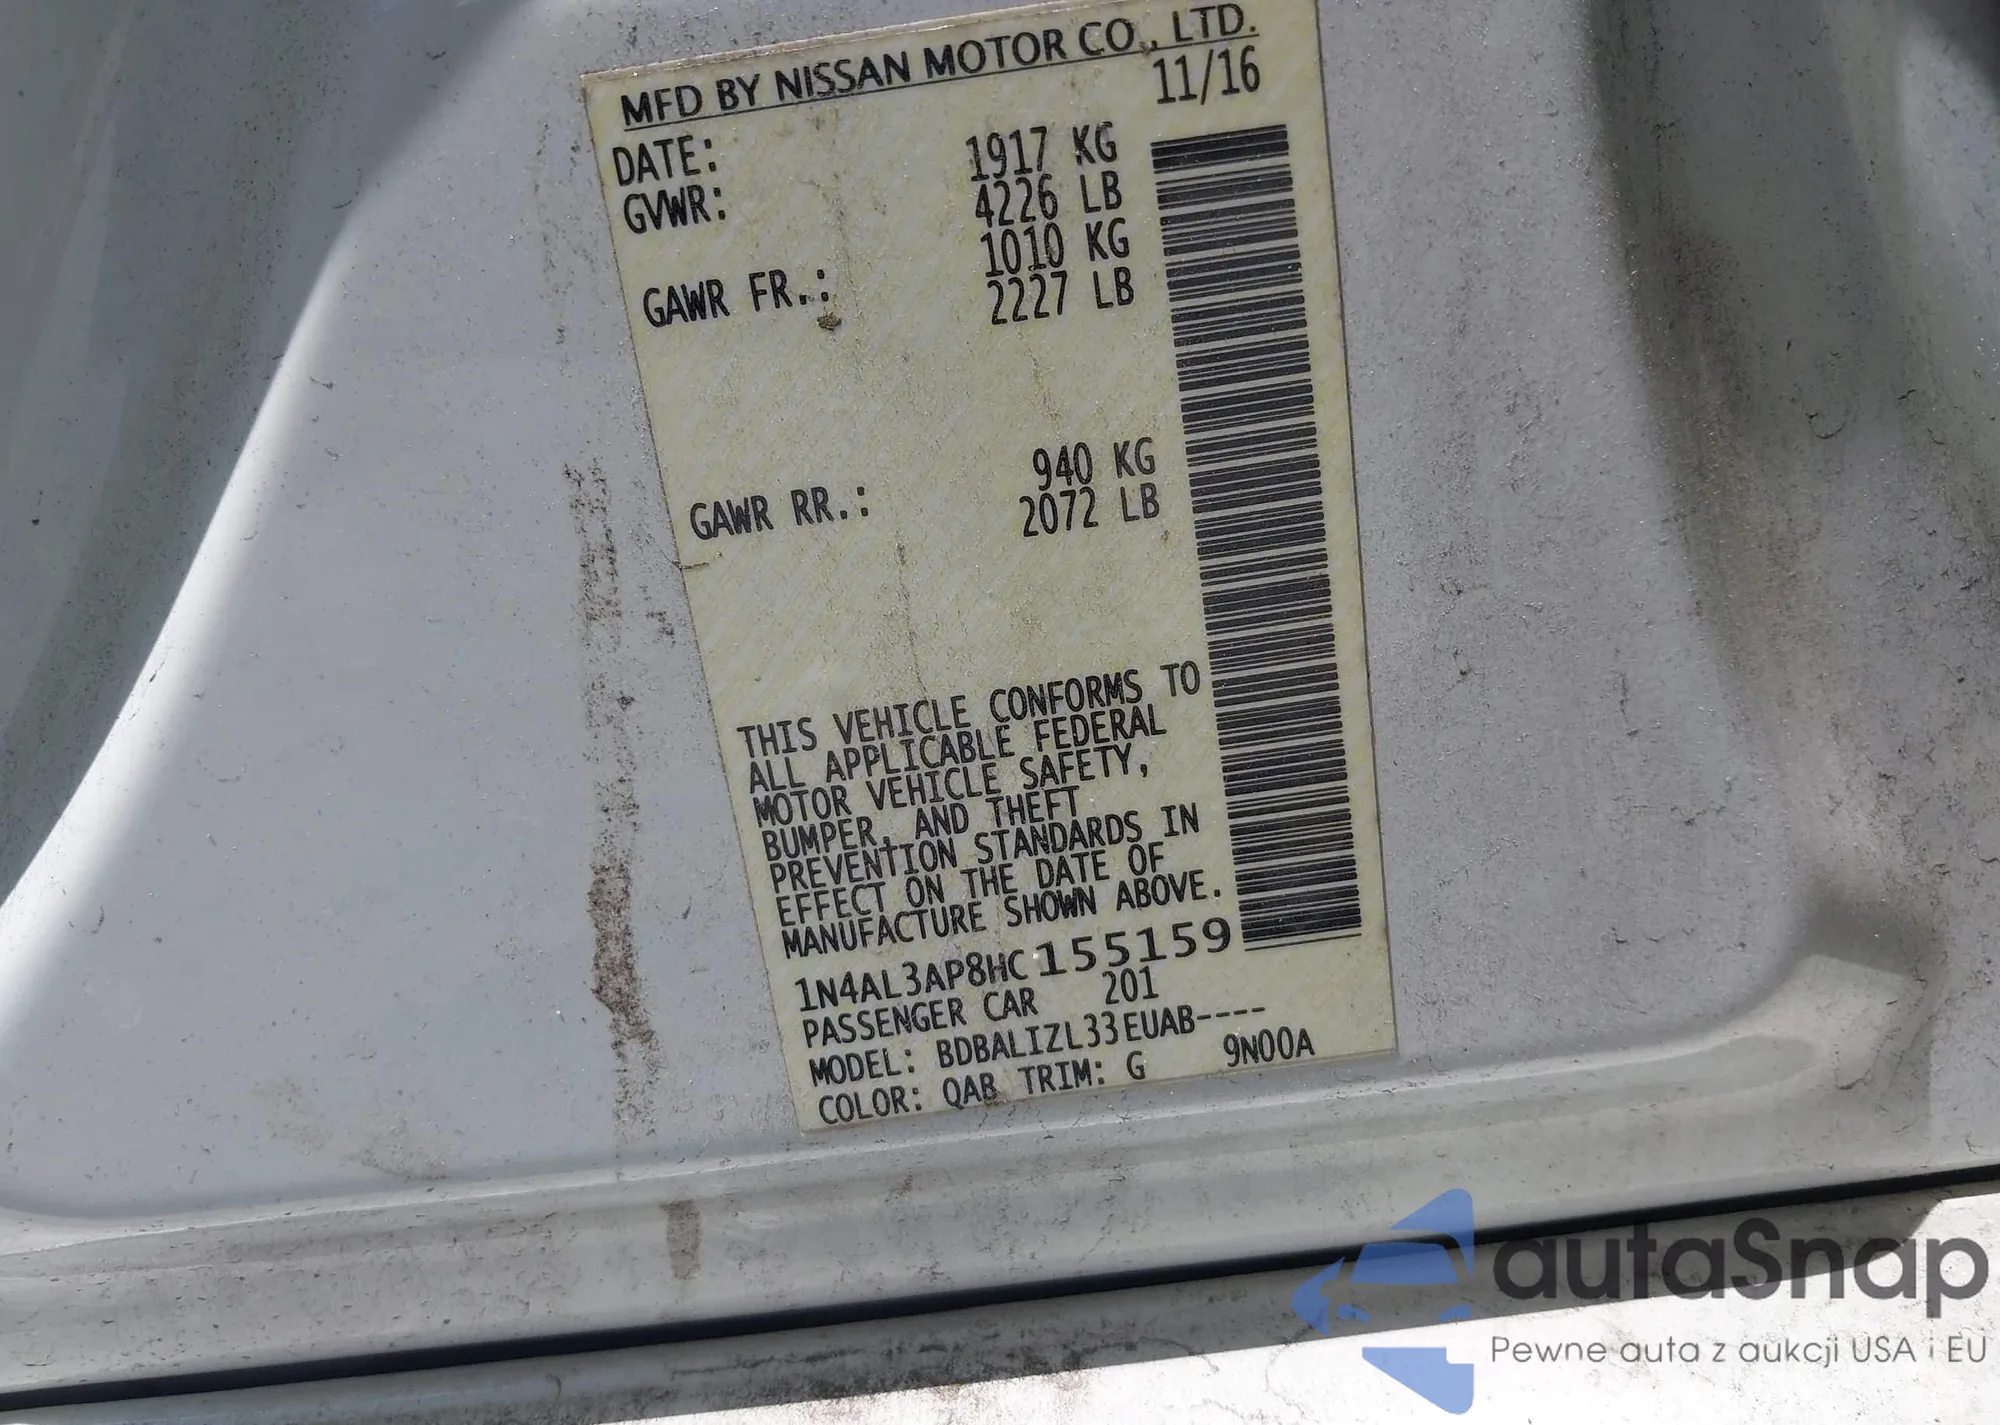 MFD BY NISSAN MOTOR CO., LTD.
DATE: 11/16
GVWR: 1917 KG
4226 LB
GAWR FR.: 1010 KG
2227 LB
GAWR RR.: 940 KG
2072 LB
THIS VEHICLE CONFORMS TO
ALL APPLICABLE FEDERAL
MOTOR VEHICLE SAFETY,
BUMPER, AND THEFT
PREVENTION STANDARDS IN
EFFECT ON THE DATE OF
MANUFACTURE SHOWN ABOVE.
1N4AL3AP8HC155159
PASSENGER CAR 201
MODEL: BDBALIZL33EUAB----
COLOR: QAB TRIM: G 9N00A
autaSnap
Pewne auta z aukcji USA i EU